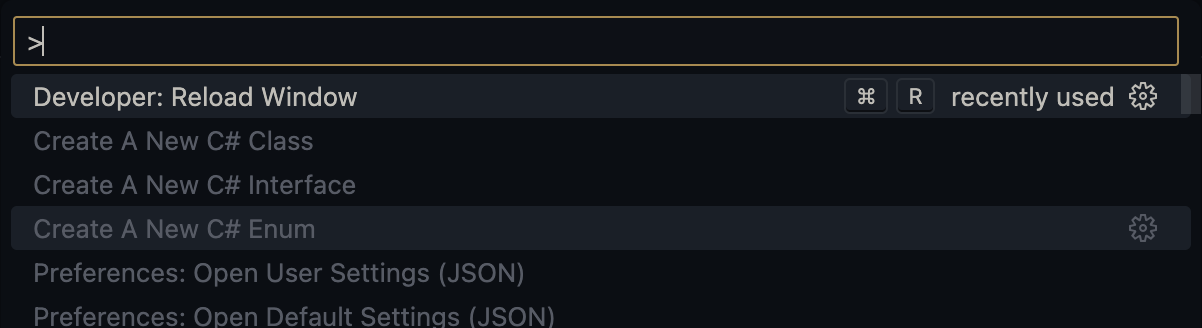 >
Developer: Reload Window ⌘ R recently used
Create A New C# Class
Create A New C# Interface
Create A New C# Enum
Preferences: Open User Settings (JSON)
Preferences: Open Default Settings (JSON)